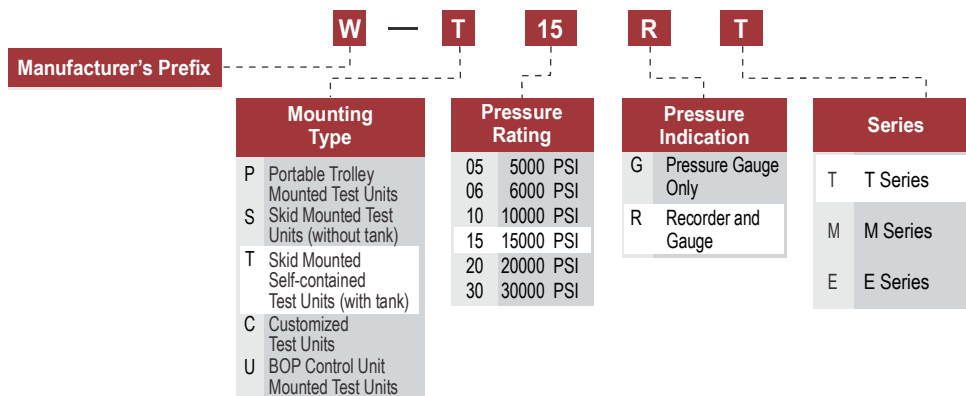 W — T 15 R T
Manufacturer's Prefix
Mounting
Type
P Portable Trolley
Mounted Test Units
S Skid Mounted Test
Units (without tank)
T Skid Mounted
Self-contained
Test Units (with tank)
C Customized
Test Units
U BOP Control Unit
Mounted Test Units
Pressure
Rating
05 5000 PSI
06 6000 PSI
10 10000 PSI
15 15000 PSI
20 20000 PSI
30 30000 PSI
Pressure
Indication
G Pressure Gauge
Only
R Recorder and
Gauge
Series
T T Series
M M Series
E E Series